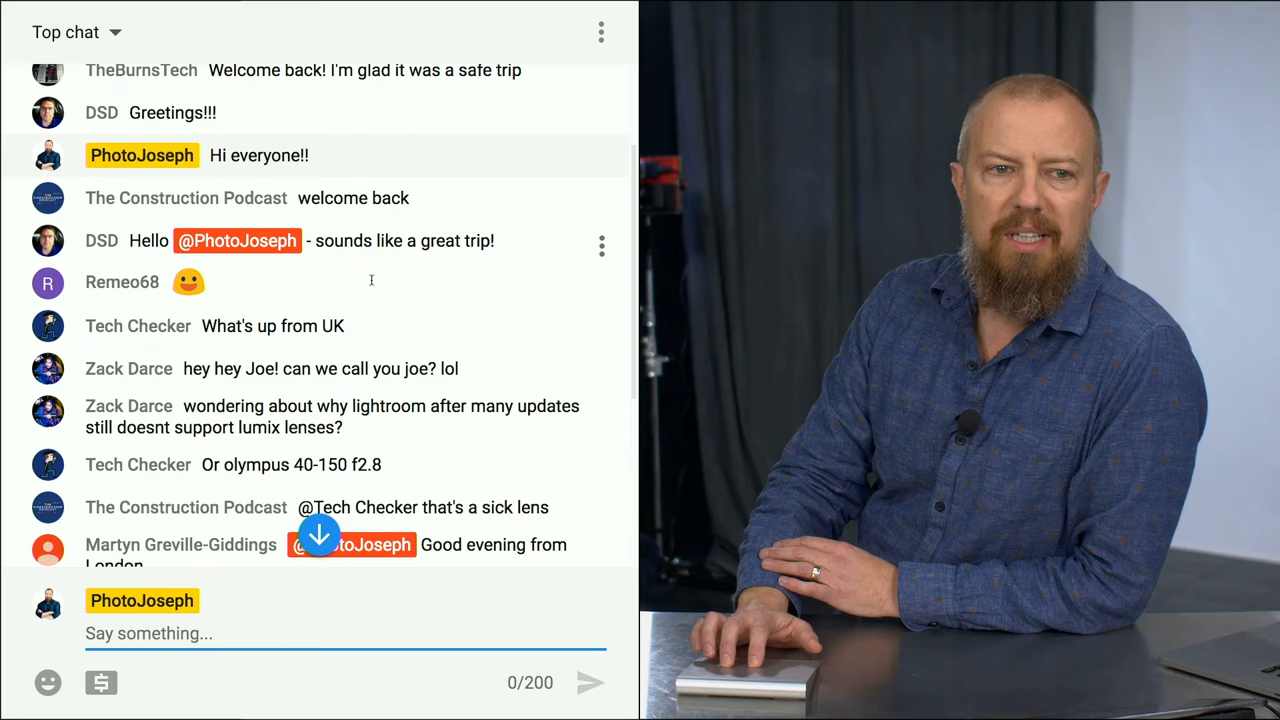 Top chat
TheBurnsTech Welcome back! I'm glad it was a safe trip
DSD Greetings!!!
PhotoJoseph Hi everyone!!
The Construction Podcast welcome back
DSD Hello @PhotoJoseph - sounds like a great trip!
R Remeo68
Tech Checker What's up from UK
Zack Darce hey hey Joe! can we call you joe? lol
Zack Darce wondering about why lightroom after many updates
still doesnt support lumix lenses?
Tech Checker Or olympus 40-150 f2.8
The Construction Podcast @Tech Checker that's a sick lens
Martyn Greville-Giddings @PhotoJoseph Good evening from
London
PhotoJoseph
Say something...
$ 0/200